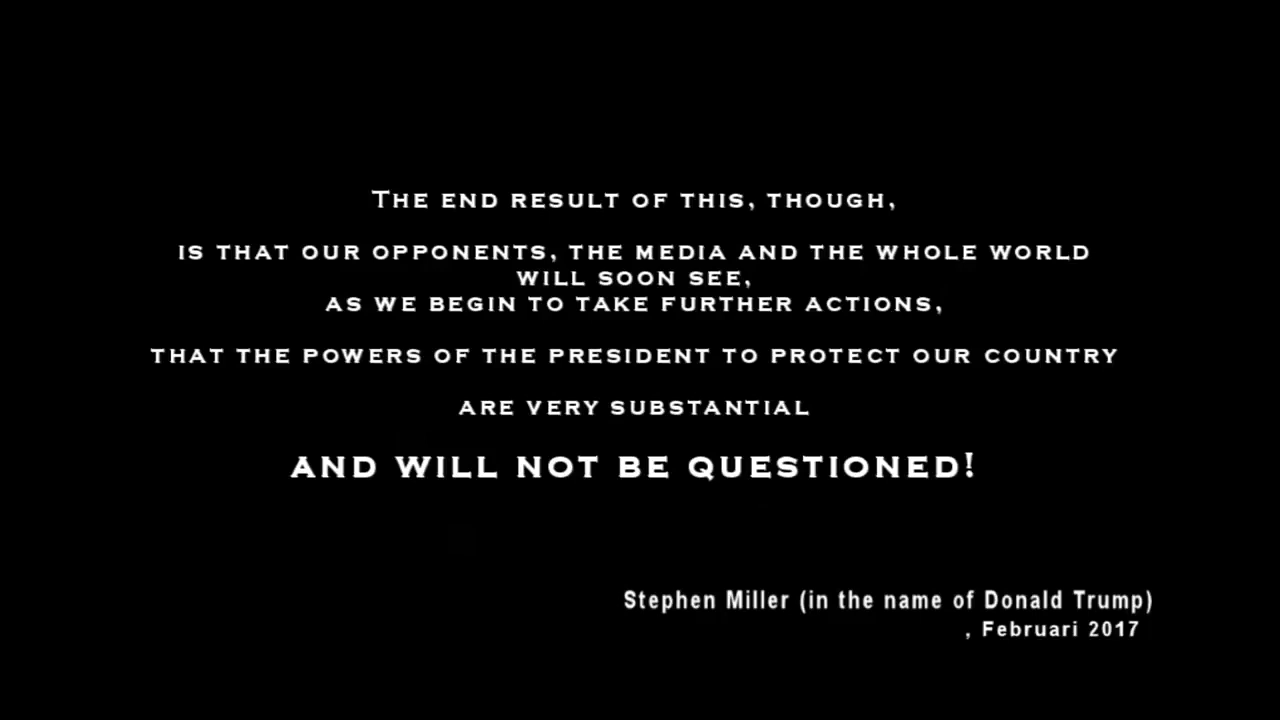 The end result of this, though,
is that our opponents, the media and the whole world
will soon see,
as we begin to take further actions,
that the powers of the president to protect our country
are very substantial
and will not be questioned!
Stephen Miller (in the name of Donald Trump)
, Februari 2017